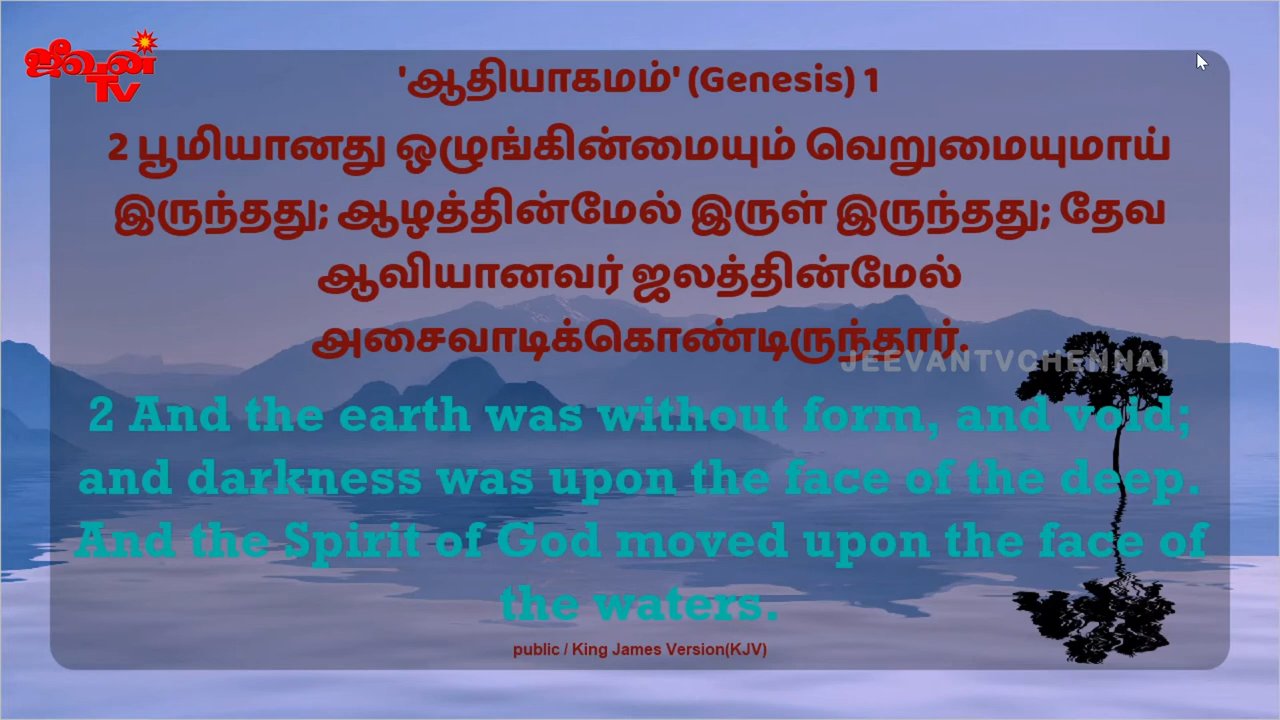 ஜீவன்
TV
'ஆதியாகமம்' (Genesis) 1
2 பூமியானது ஒழுங்கின்மையும் வெறுமையுமாய்
இருந்தது; ஆழத்தின்மேல் இருள் இருந்தது; தேவ
ஆவியானவர் ஜலத்தின்மேல்
அசைவாடிக்கொண்டிருந்தார்.
JEEVANTVCHENNAI
2 And the earth was without form, and void;
and darkness was upon the face of the deep.
And the Spirit of God moved upon the face of
the waters.
public / King James Version(KJV)